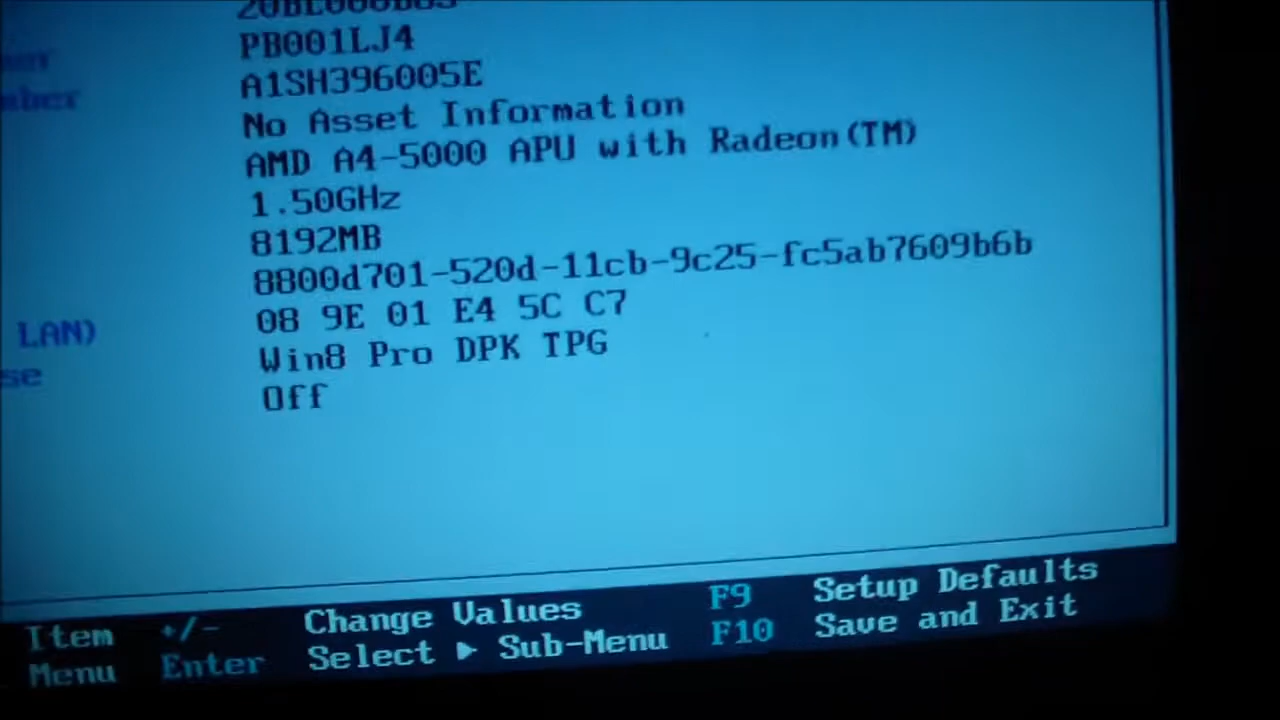 PB001LJ4
A1SH396005E
No Asset Information
AMD A4-5000 APU with Radeon(TM)
1.50GHz
8192MB
8800d701-520d-11cb-9c25-fc5ab7609b6b
LAN) 08 9E 01 E4 5C C7
se Win8 Pro DPK TPG
Off
Item +/- Change Values F9 Setup Defaults
Menu Enter Select ▶ Sub-Menu F10 Save and Exit